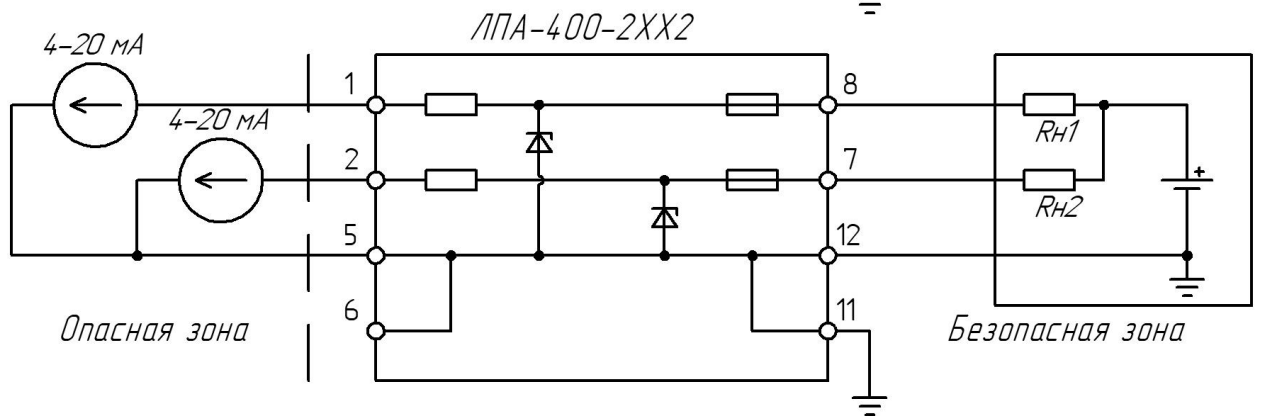 ЛПА-400-2ХХ2
4-20 мА
4-20 мА
1
8
Rн1
2
7
Rн2
+
5
12
6
11
Опасная зона
Безопасная зона